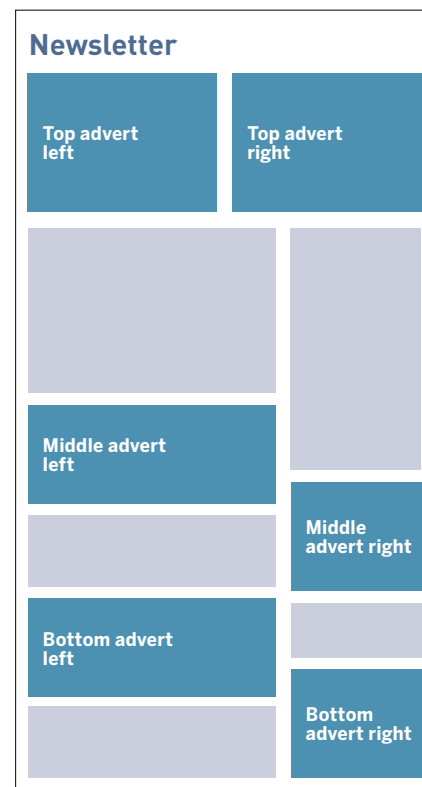 Newsletter
Top advert
left
Top advert
right
Middle advert
left
Middle
advert right
Bottom advert
left
Bottom
advert right